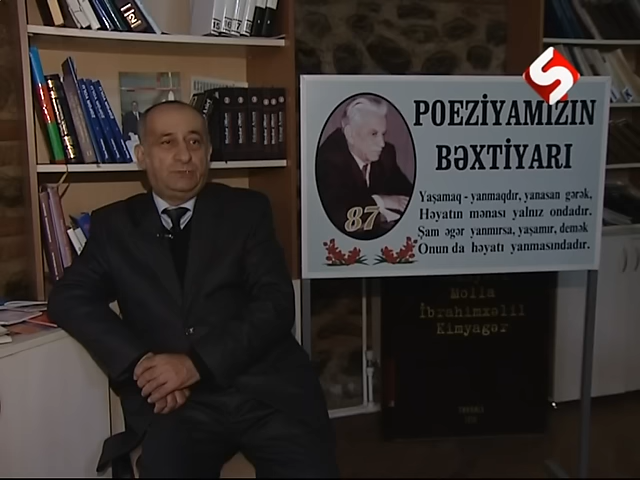 POEZİYAMIZIN
BƏXTİYARI
Yaşamaq - yanmaqdır, yanasan gərək,
Həyatın mənası yalnız ondadır.
Şam əgər yanmırsa, yaşamır, demək
Onun da həyatı yanmasındadır.
87
Molla
İbrahimxəlil
Kimyagər